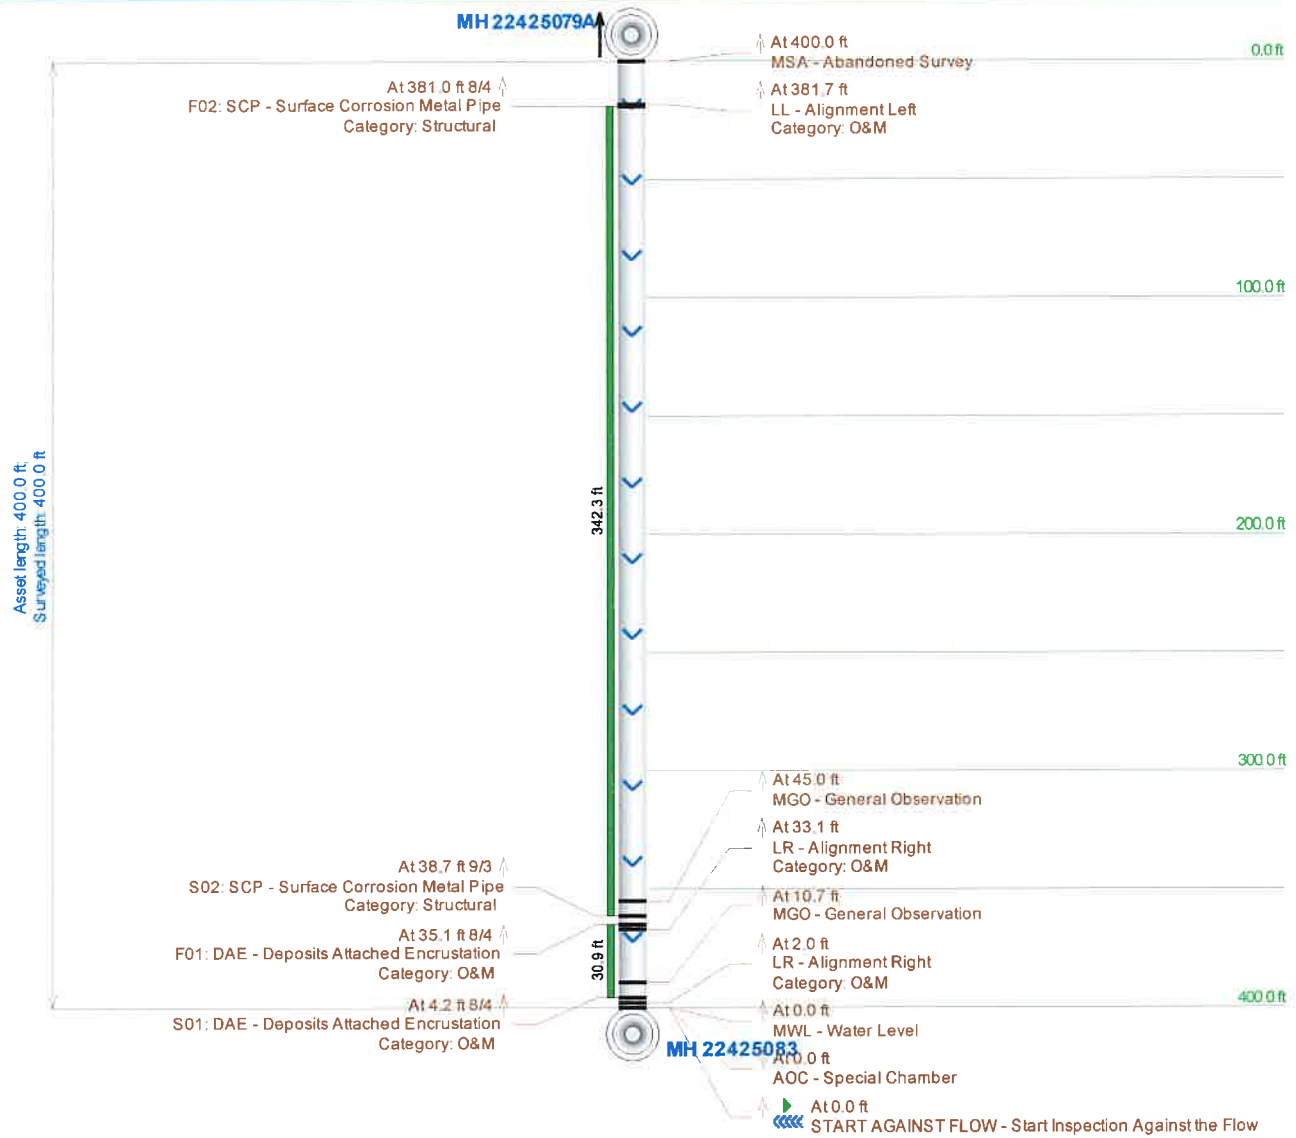 MH 22425079A
At 400.0 ft
MSA - Abandoned Survey
0.0 ft
At 381.0 ft 8/4
F02: SCP - Surface Corrosion Metal Pipe
Category: Structural
At 381.7 ft
LL - Alignment Left
Category: O&M
100.0 ft
Asset length: 400.0 ft;
Surveyed length: 400.0 ft
342.3 ft
200.0 ft
300.0 ft
At 45.0 ft
MGO - General Observation
At 33.1 ft
LR - Alignment Right
Category: O&M
At 38.7 ft 9/3
S02: SCP - Surface Corrosion Metal Pipe
Category: Structural
At 10.7 ft
MGO - General Observation
At 35.1 ft 8/4
F01: DAE - Deposits Attached Encrustation
Category: O&M
30.9 ft
At 2.0 ft
LR - Alignment Right
Category: O&M
400.0 ft
At 4.2 ft 8/4
S01: DAE - Deposits Attached Encrustation
Category: O&M
At 0.0 ft
MWL - Water Level
MH 22425083
At 0.0 ft
AOC - Special Chamber
At 0.0 ft
START AGAINST FLOW - Start Inspection Against the Flow